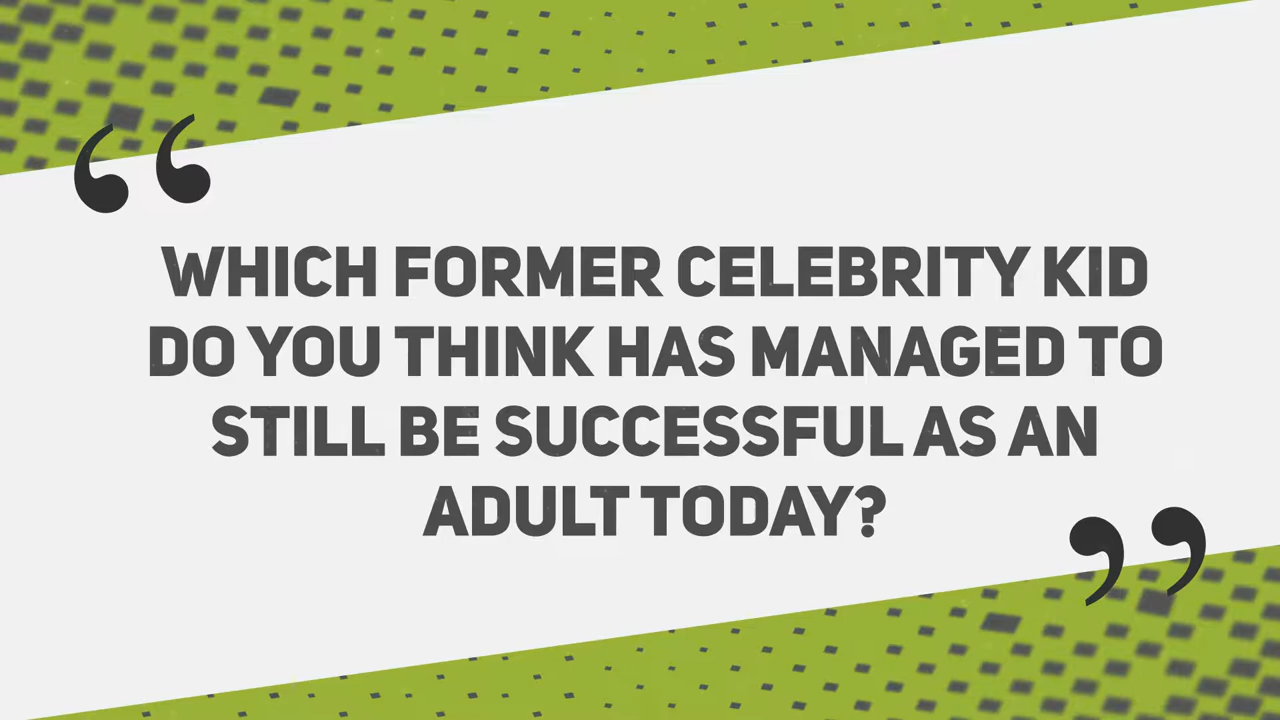 “
WHICH FORMER CELEBRITY KID
DO YOU THINK HAS MANAGED TO
STILL BE SUCCESSFUL AS AN
ADULT TODAY?
”